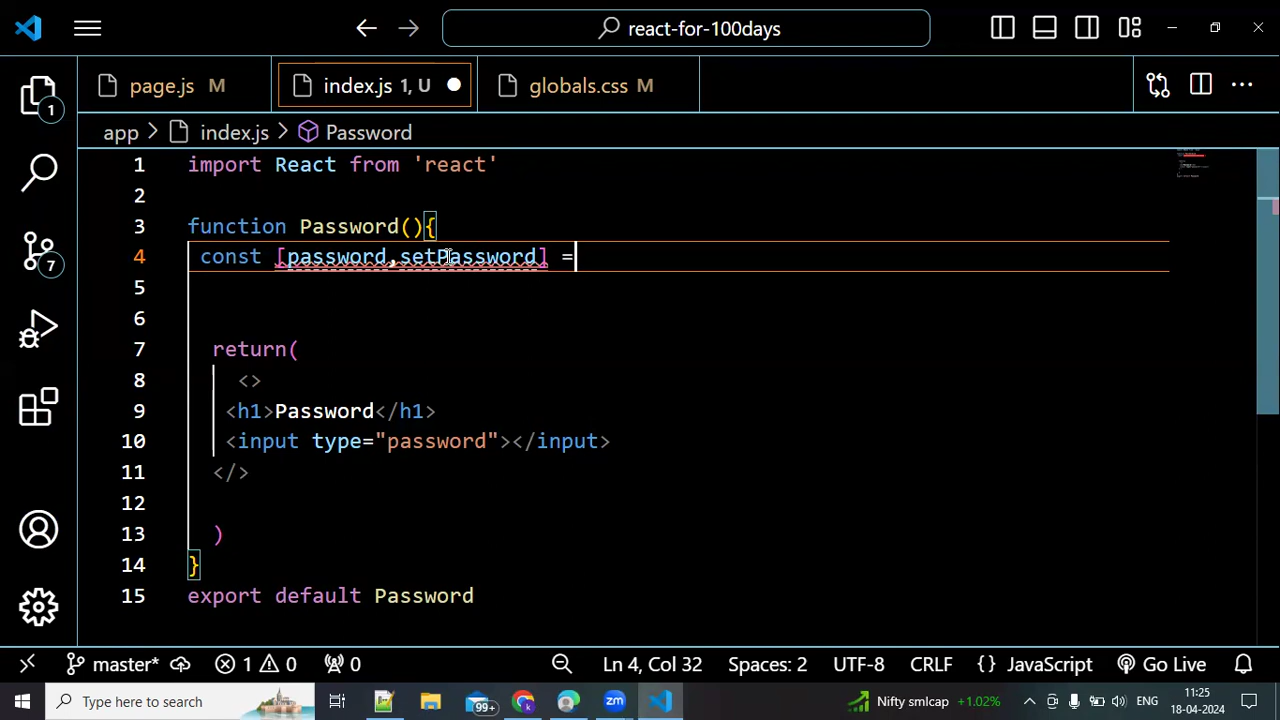 react-for-100days
page.js M
index.js 1, U
globals.css M
app > index.js > Password
1 import React from 'react'
2
3 function Password(){
4 const [password,setPassword] =
5
6
7 return(
8 <>
9 <h1>Password</h1>
10 <input type="password"></input>
11 </>
12
13 )
14 }
15 export default Password
1
7
master* 1 0 0 Ln 4, Col 32 Spaces: 2 UTF-8 CRLF {} JavaScript Go Live
Type here to search 99+ zm Nifty smlcap +1.02% ENG 11:25
18-04-2024